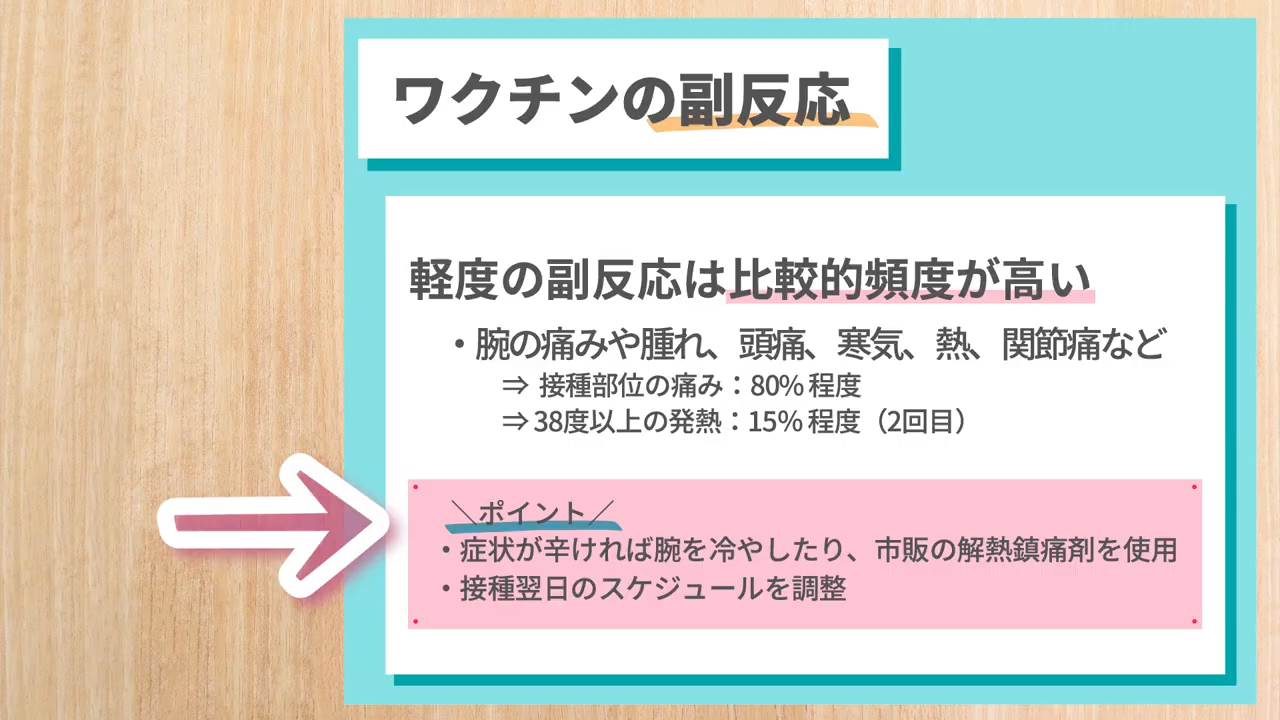 ワクチンの副反応
軽度の副反応は比較的頻度が高い
・腕の痛みや腫れ、頭痛、寒気、熱、関節痛など
⇒ 接種部位の痛み：80% 程度
⇒ 38度以上の発熱：15% 程度（2回目）
＼ポイント／
・症状が辛ければ腕を冷やしたり、市販の解熱鎮痛剤を使用
・接種翌日のスケジュールを調整